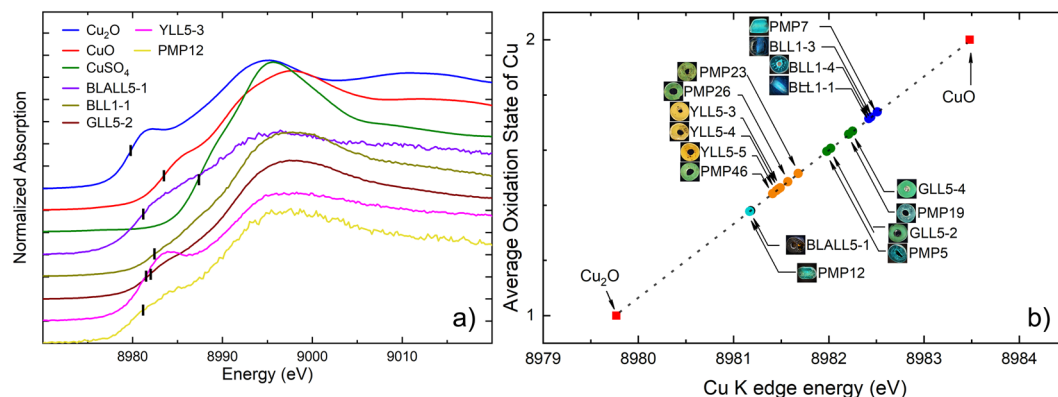 Cu₂O
CuO
CuSO₄
BLALL5-1
BLL1-1
GLL5-2
YLL5-3
PMP12
a)
Normalized Absorption
8980
8990
9000
9010
Energy (eV)
Average Oxidation State of Cu
2
1
PMP7
BLL1-3
BLL1-4
BLL1-1
PMP23
PMP26
YLL5-3
YLL5-4
YLL5-5
PMP46
CuO
GLL5-4
PMP19
GLL5-2
PMP5
BLALL5-1
PMP12
Cu₂O
b)
8979
8980
8981
8982
8983
8984
Cu K edge energy (eV)